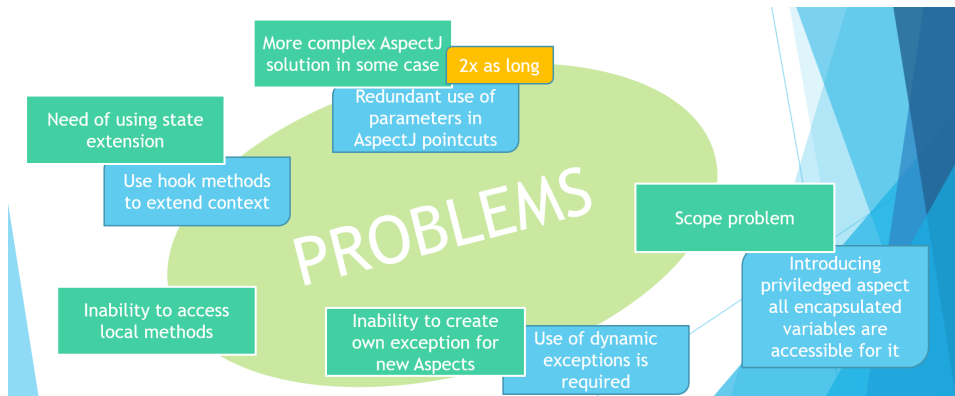 More complex AspectJ
solution in some case
2x as long
Redundant use of
parameters in
AspectJ pointcuts
Need of using state
extension
Use hook methods
to extend context
PROBLEMS
Scope problem
Introducing
priviledged aspect
all encapsulated
variables are
accessible for it
Inability to access
local methods
Inability to create
own exception for
new Aspects
Use of dynamic
exceptions is
required